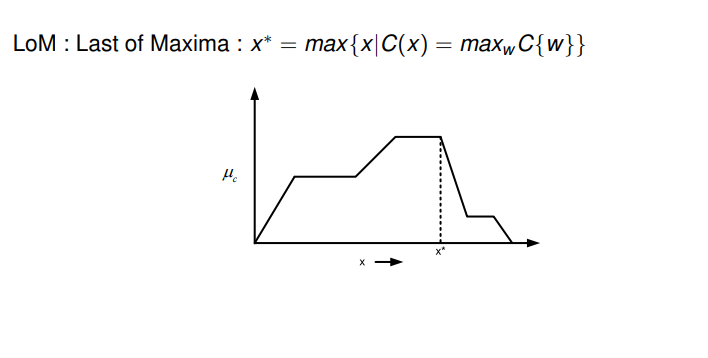 LoM : Last of Maxima : x* = max{x|C(x) = max_w C{w}}
μ_c
x*
x